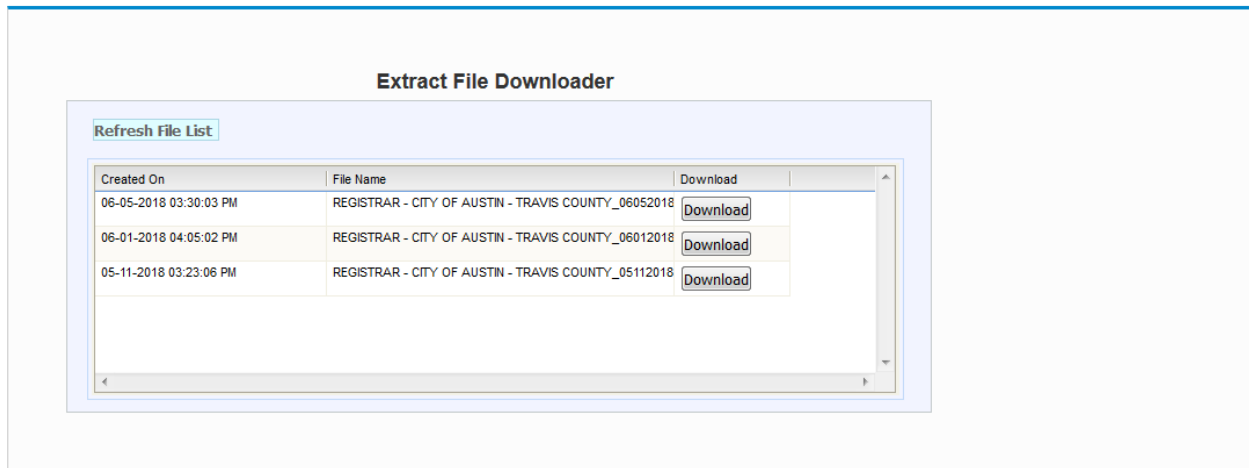 Extract File Downloader
Refresh File List
Created On File Name Download
06-05-2018 03:30:03 PM REGISTRAR - CITY OF AUSTIN - TRAVIS COUNTY_06052018 Download
06-01-2018 04:05:02 PM REGISTRAR - CITY OF AUSTIN - TRAVIS COUNTY_06012018 Download
05-11-2018 03:23:06 PM REGISTRAR - CITY OF AUSTIN - TRAVIS COUNTY_05112018 Download